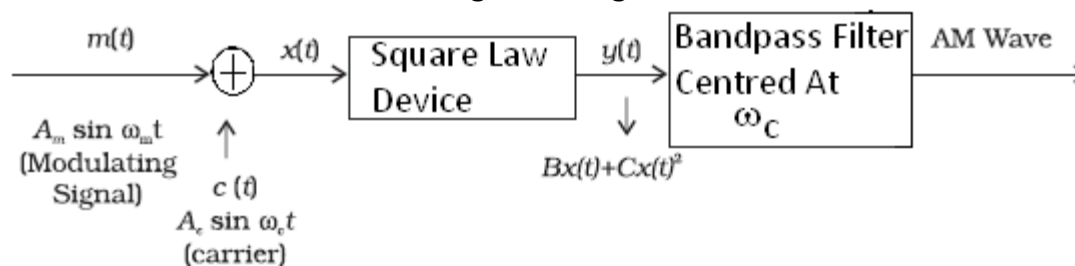 m(t)
x(t)
Square Law
Device
y(t)
Bandpass Filter
Centred At
ω_C
AM Wave
A_m sin ω_m t
(Modulating
Signal)
c (t)
A_c sin ω_c t
(carrier)
Bx(t)+Cx(t)²